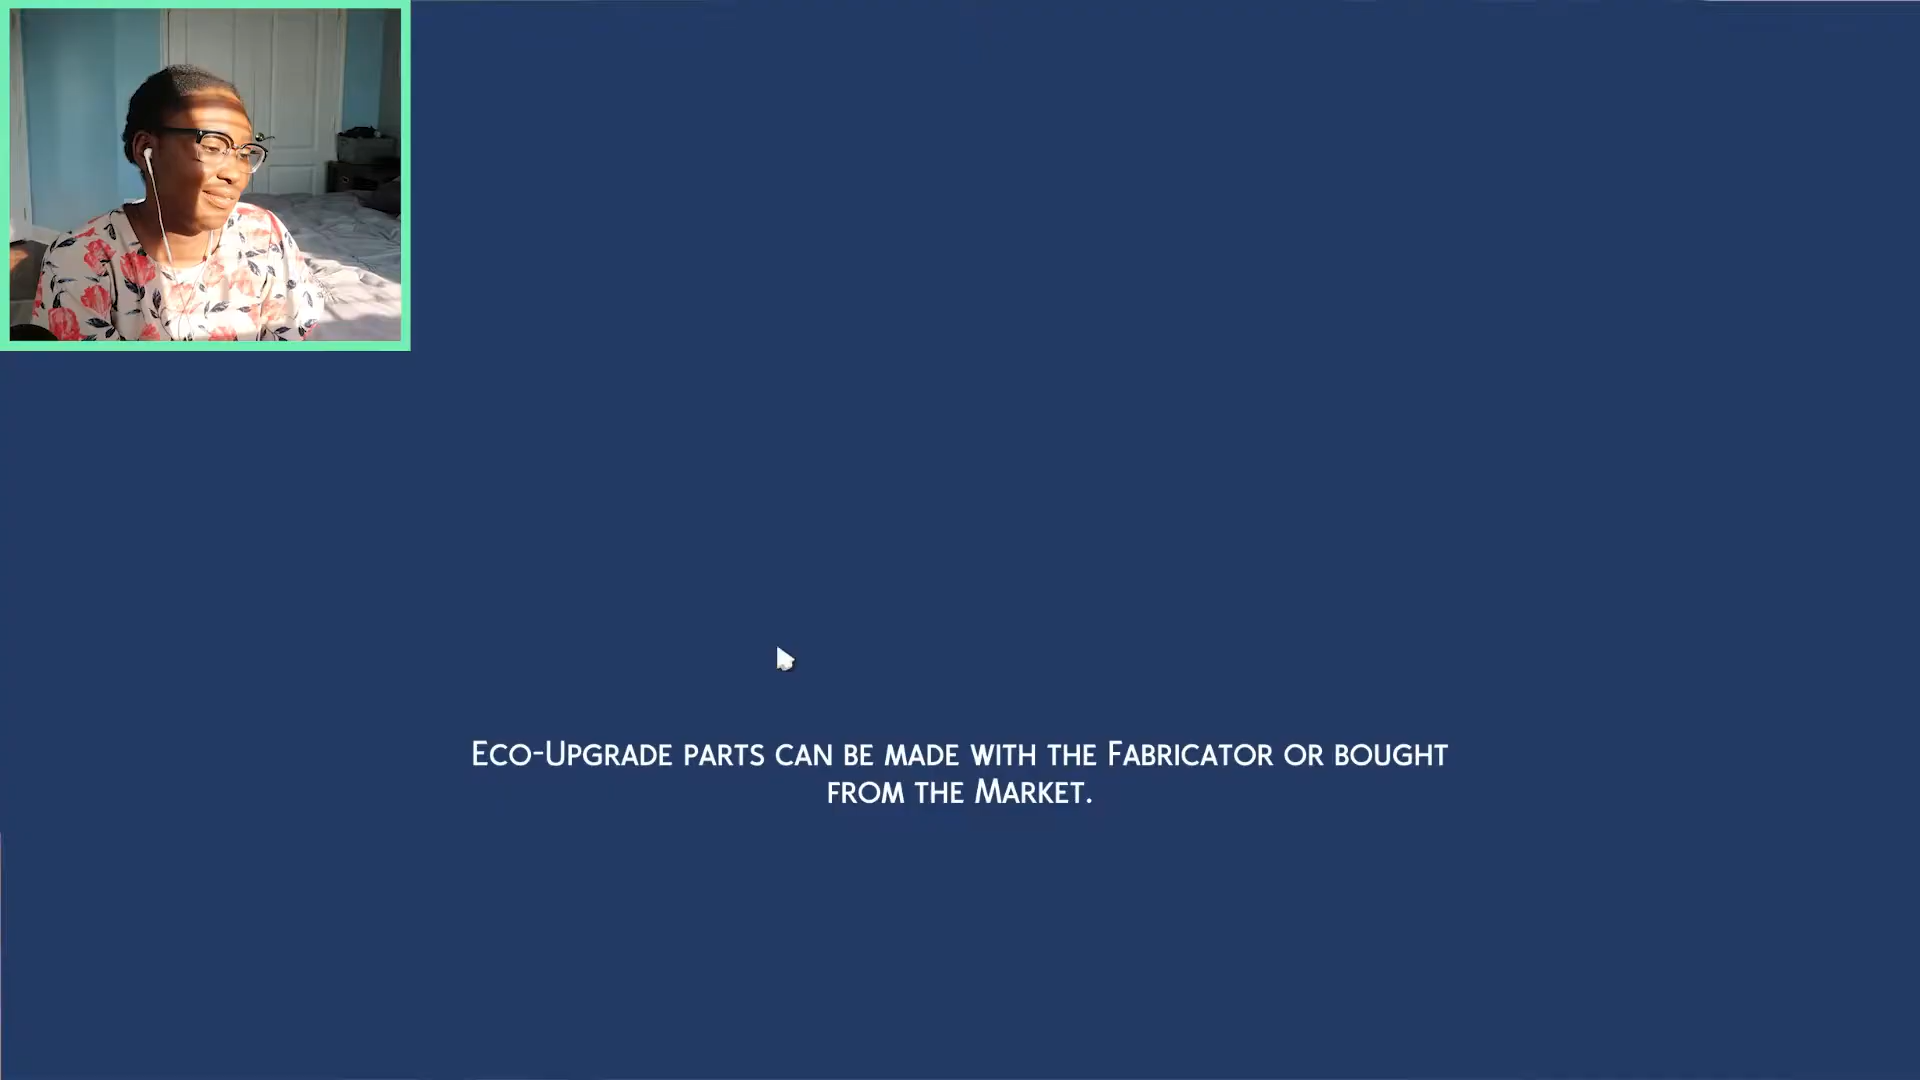 Eco-Upgrade parts can be made with the Fabricator or bought
from the Market.